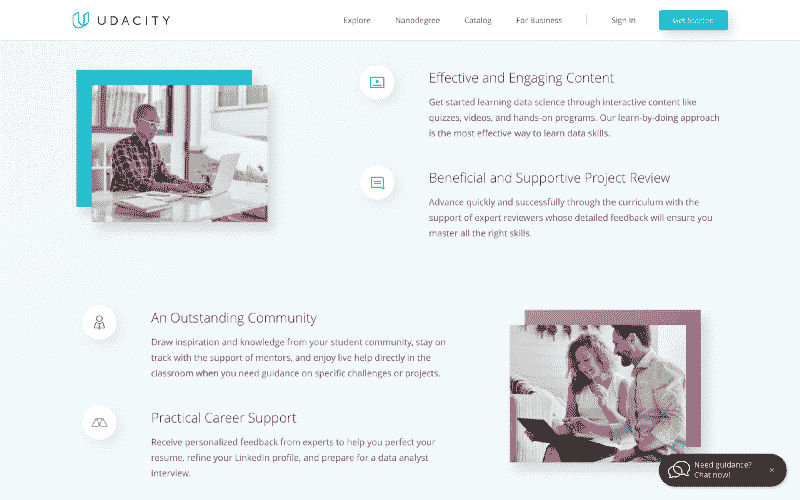 UDACITY
Explore Nanodegree Catalog For Business Sign In Get Started
Effective and Engaging Content
Get started learning data science through interactive content like
quizzes, videos, and hands-on programs. Our learn-by-doing approach
is the most effective way to learn data skills.
Beneficial and Supportive Project Review
Advance quickly and successfully through the curriculum with the
support of expert reviewers whose detailed feedback will ensure you
master all the right skills.
An Outstanding Community
Draw inspiration and knowledge from your student community, stay on
track with the support of mentors, and enjoy live help directly in the
classroom when you need guidance on specific challenges or projects.
Practical Career Support
Receive personalized feedback from experts to help you perfect your
resume, refine your LinkedIn profile, and prepare for a data analyst
interview.
Need guidance?
Chat now!
×